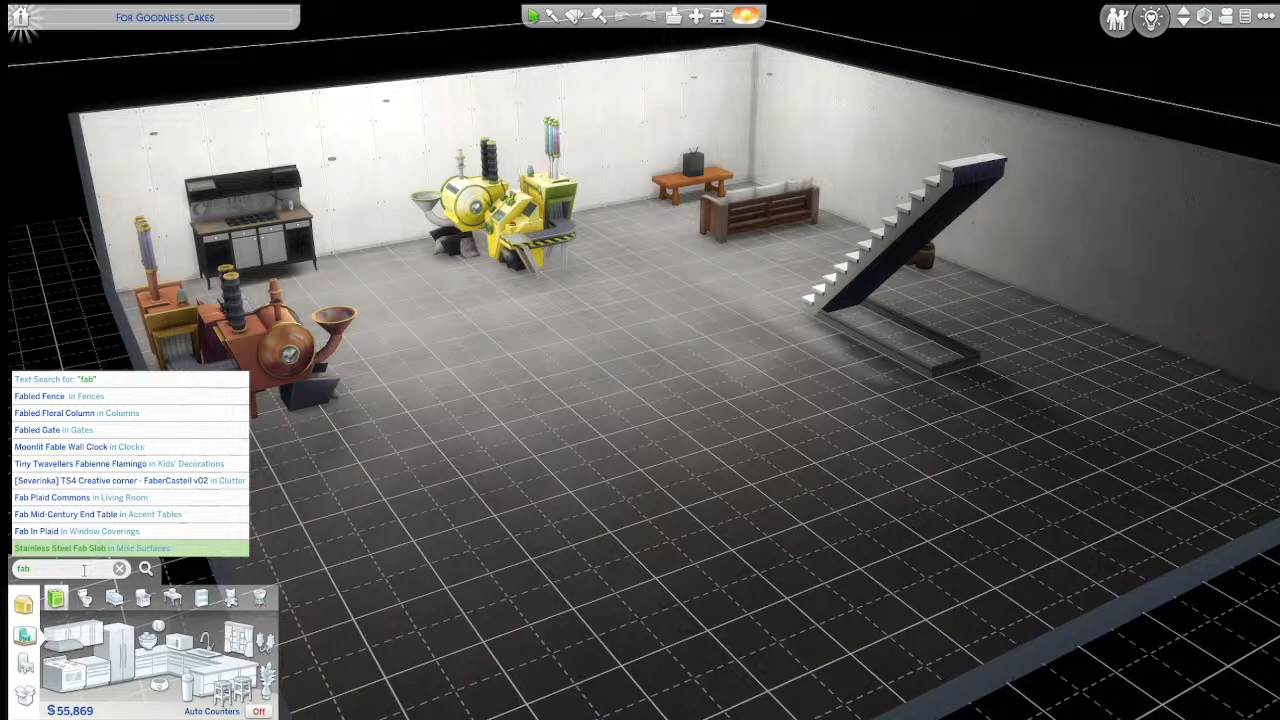 FOR GOODNESS CAKES
Text Search for: "fab"
Fabled Fence in Fences
Fabled Floral Column in Columns
Fabled Gate in Gates
Moonlit Fable Wall Clock in Clocks
Tiny Twavellers Fabienne Flamingo in Kids' Decorations
[Severinka] TS4 Creative corner - FaberCastell v02 in Clutter
Fab Plaid Commons in Living Room
Fab Mid-Century End Table in Accent Tables
Fab In Plaid in Window Coverings
Stainless Steel Fab Slab in Misc Surfaces
fab
§55,869
Auto Counters Off